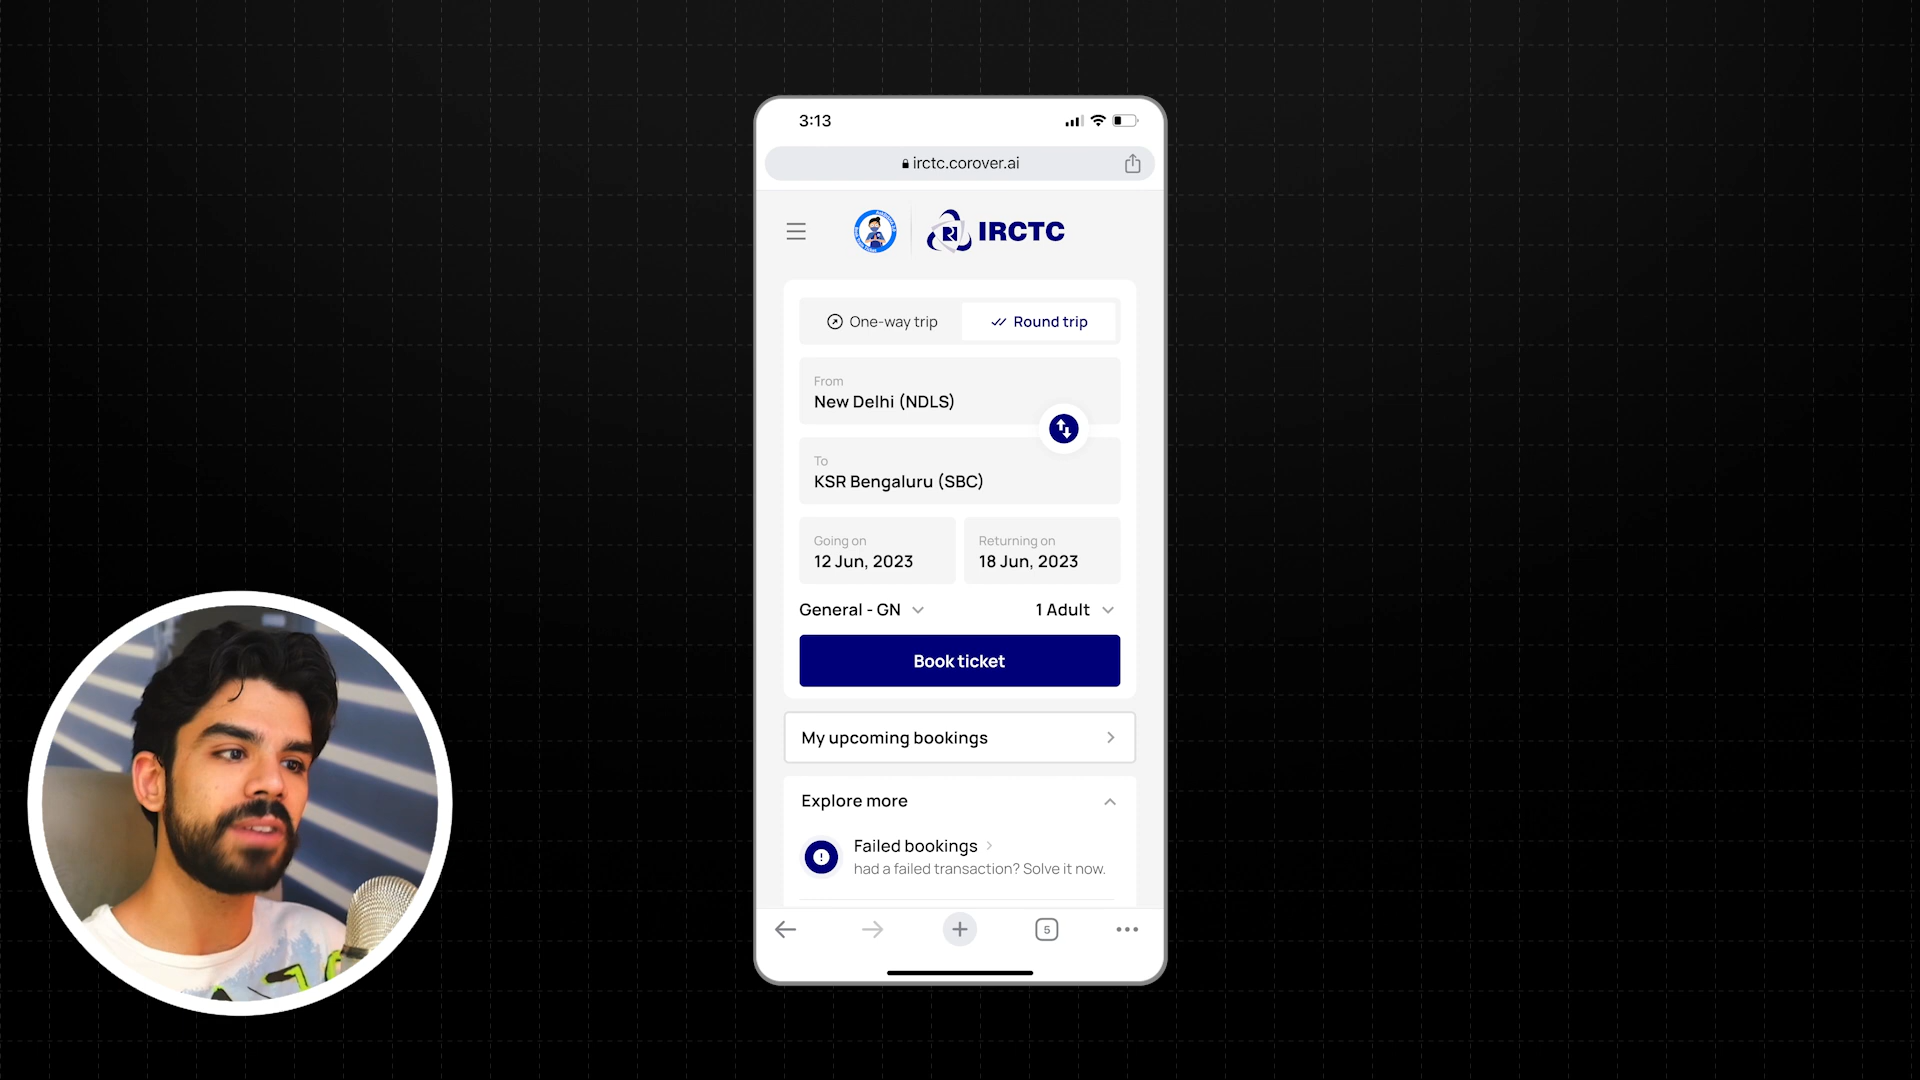 3:13
irctc.corover.ai
IRCTC
One-way trip
Round trip
From
New Delhi (NDLS)
To
KSR Bengaluru (SBC)
Going on
12 Jun, 2023
Returning on
18 Jun, 2023
General - GN
1 Adult
Book ticket
My upcoming bookings
Explore more
Failed bookings
had a failed transaction? Solve it now.
5